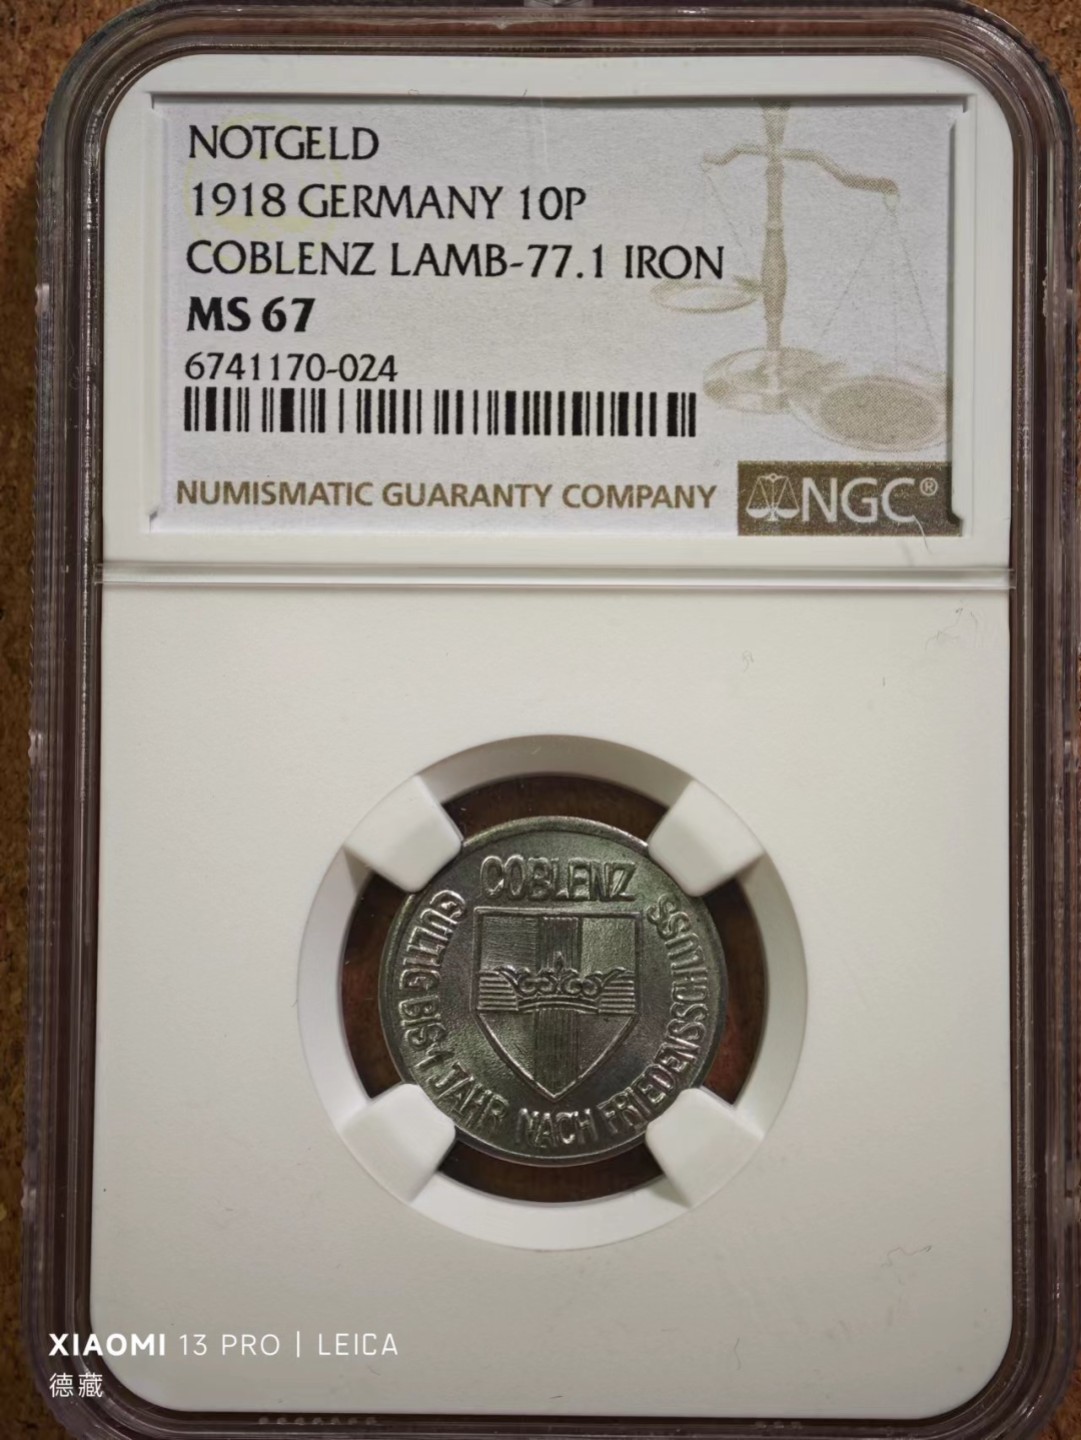 NOTGELD
1918 GERMANY 10P
COBLENZ LAMB-77.1 IRON
MS 67
6741170-024
NUMISMATIC GUARANTY COMPANY
NGC®
COBLENZ
GÜLTIG BIS 1 JAHR NACH FRIEDENSSCHLUSS
XIAOMI 13 PRO | LEICA
德藏